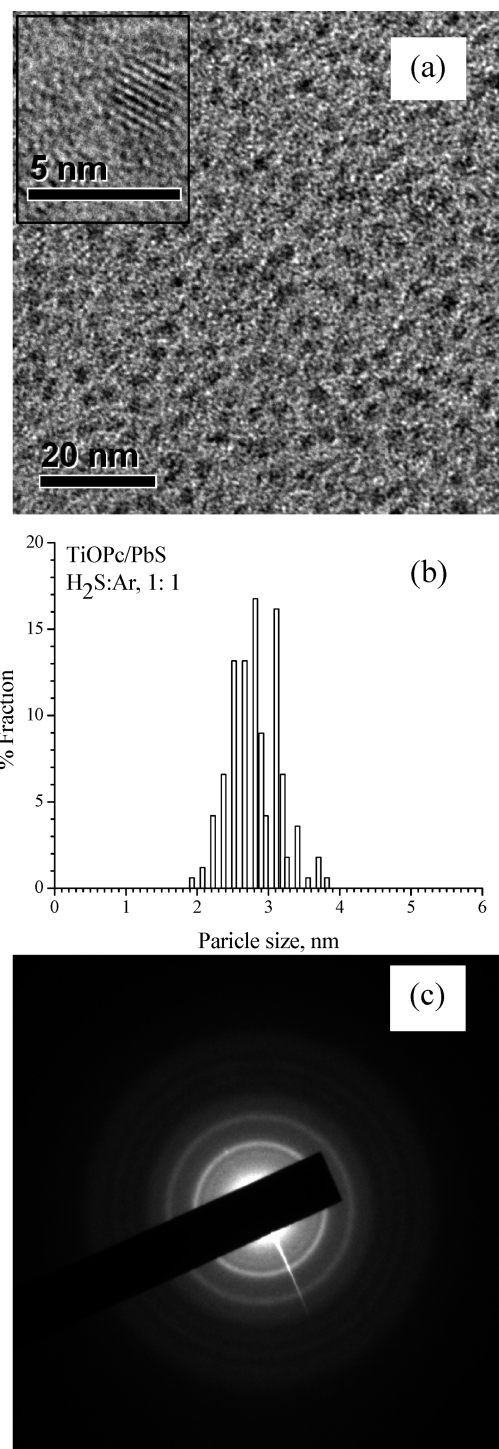 (a)
5 nm
20 nm
20
TiOPc/PbS
(b)
H2S:Ar, 1: 1
15
10
% Fraction
5
0
0 1 2 3 4 5 6
Paricle size, nm
(c)